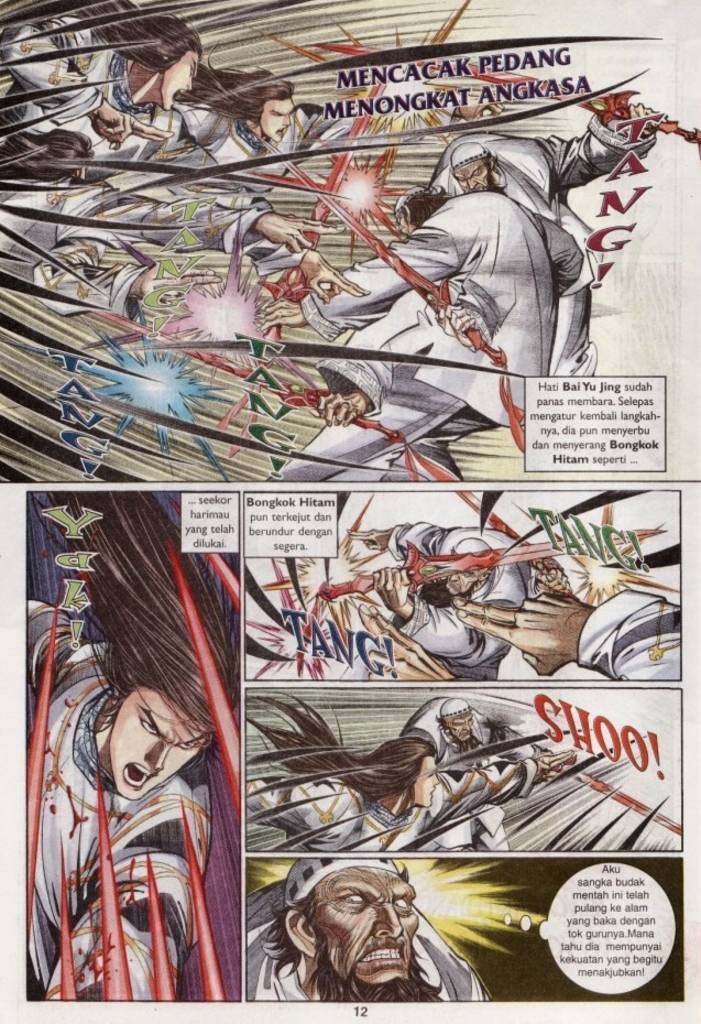 MENCACAK PEDANG
MENONGKAT ANGKASA
TANG!
TANG!
TANG!
TANG!
Hati Bai Yu Jing sudah
panas membara. Selepas
mengatur kembali langkah-
nya, dia pun menyerbu
dan menyerang Bongkok
Hitam seperti ...
... seekor
harimau
yang telah
dilukai.
Yak!
Bongkok Hitam
pun terkejut dan
berundur dengan
segera.
TANG!
TANG!
SHOO!
Aku
sangka budak
mentah ini telah
pulang ke alam
yang baka dengan
tok gurunya.Mana
tahu dia mempunyai
kekuatan yang begitu
menakjubkan!
12